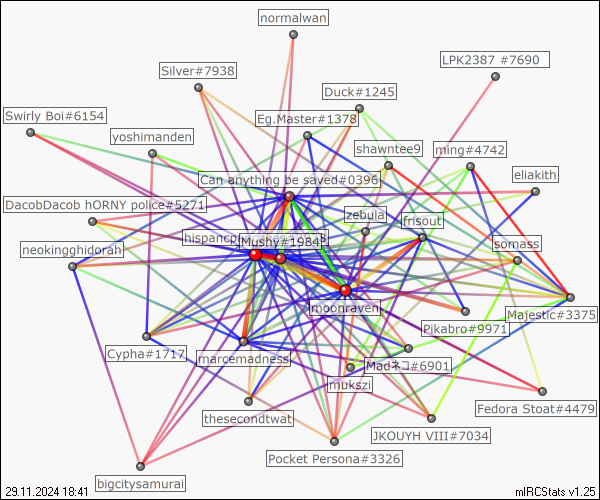 normalwan
LPK2387 #7690
Silver#7938
Duck#1245
Swirly Boi#6154
Eg.Master#1378
yoshimanden
shawntee9
ming#4742
eliakith
Can anything be saved#0396
DacobDacob hORNY police#5271
zebula
frisout
hispancp
Mushy#1984
neokingghidorah
somass
moonraven
Majestic#3375
Pikabro#9971
Cypha#1717
marcemadness
Madネコ#6901
mukszi
Fedora Stoat#4479
thesecondtwat
JKOUYH VIII#7034
Pocket Persona#3326
bigcitysamurai
29.11.2024 18:41
mIRCStats v1.25